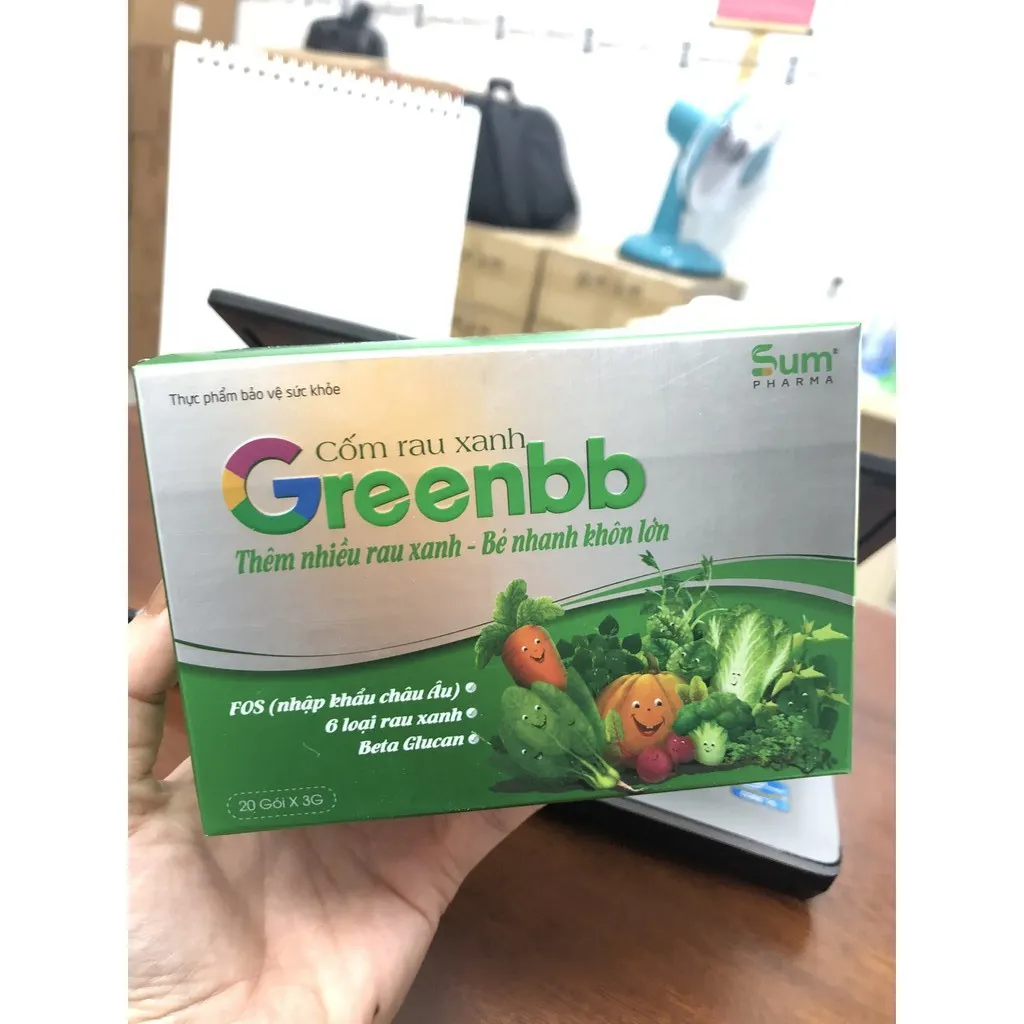 Thực phẩm bảo vệ sức khỏe
Sum
PHARMA
Cốm rau xanh
Greenbb
Thêm nhiều rau xanh - Bé nhanh khôn lớn
FOS (nhập khẩu châu Âu)
6 loại rau xanh
Beta Glucan
20 GÓI X 3G